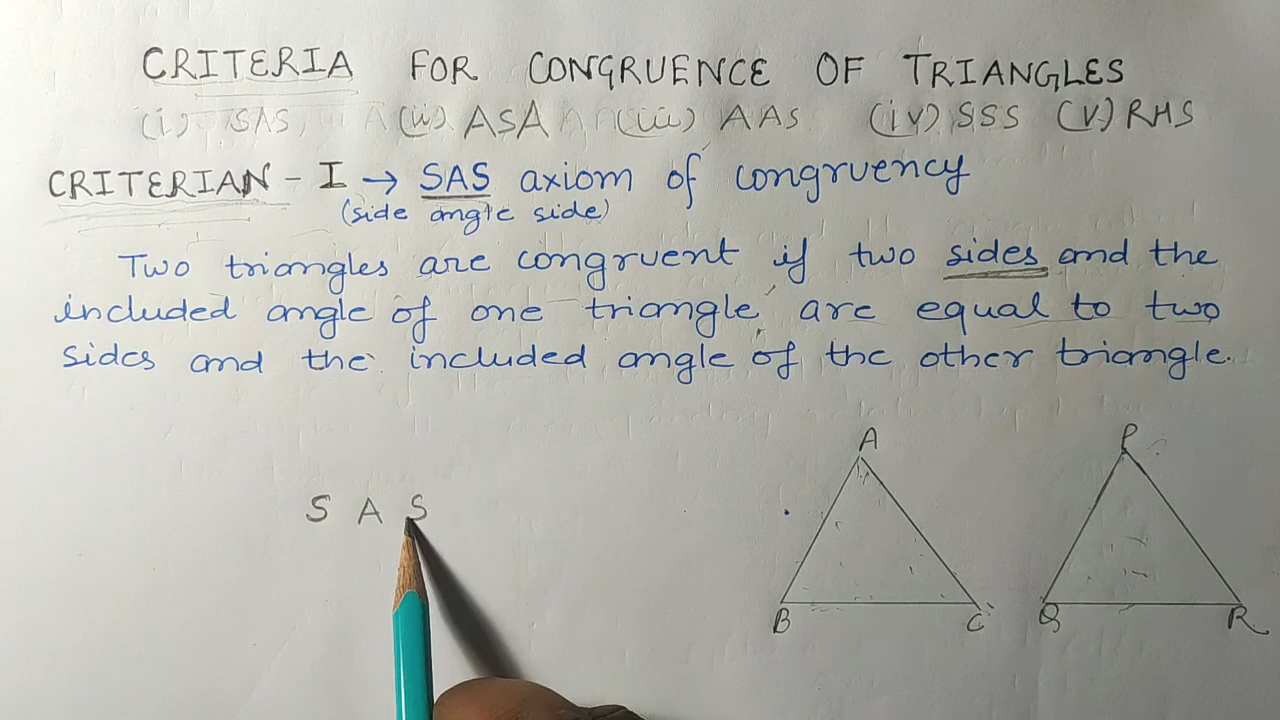 CRITERIA FOR CONGRUENCE OF TRIANGLES
(i) SAS (ii) ASA (iii) AAS (iv) SSS (v) RHS
CRITERIAN - I → SAS axiom of congruency
(side angle side)
Two triangles are congruent if two sides and the
included angle of one triangle are equal to two
sides and the included angle of the other triangle.
A P
S A S
B C Q R